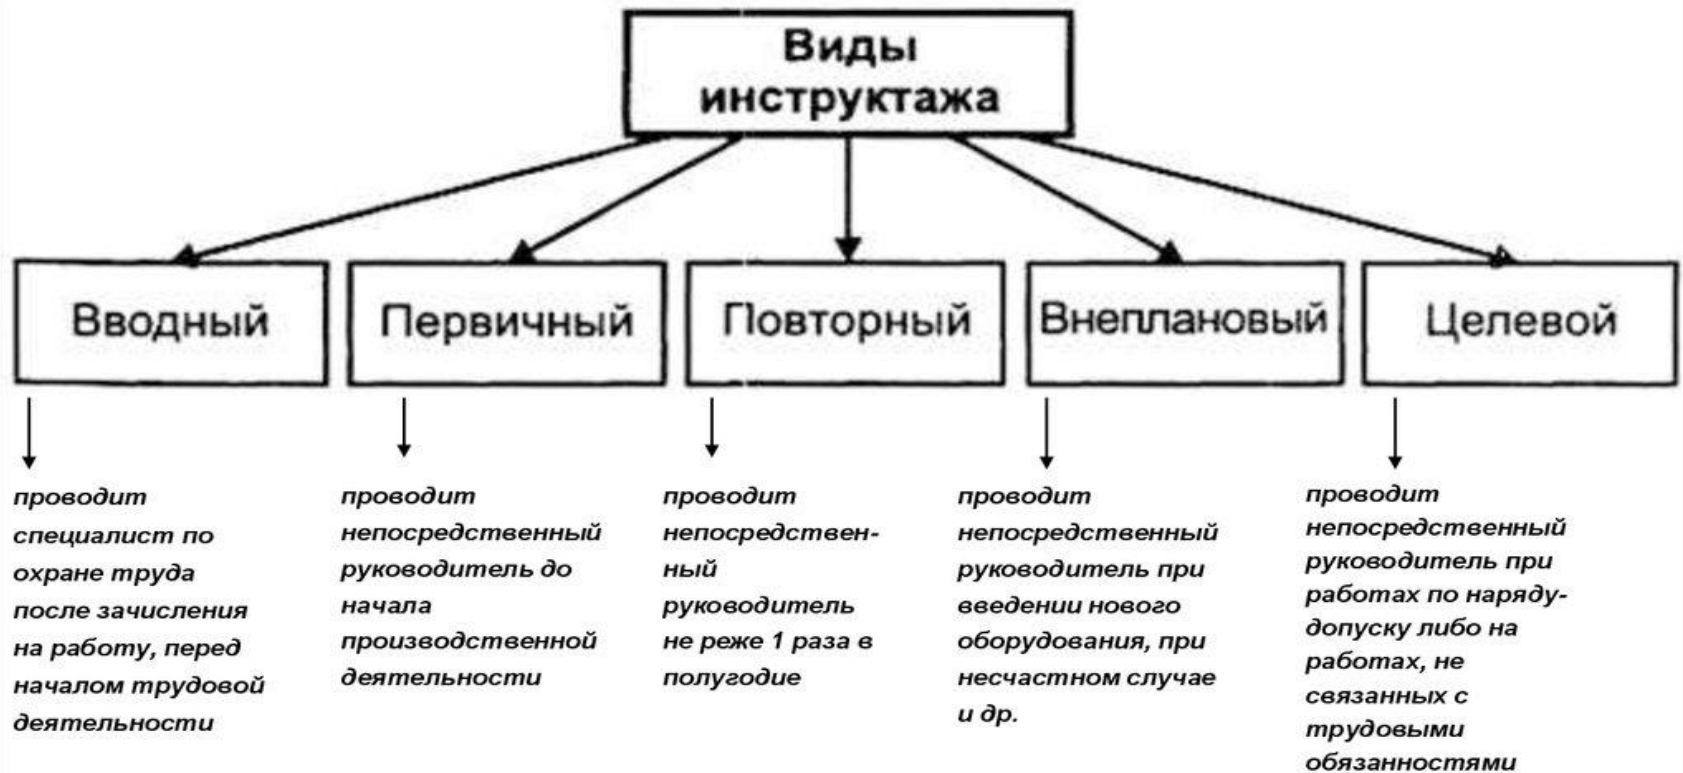 Виды
инструктажа
Вводный
Первичный
Повторный
Внеплановый
Целевой
проводит
специалист по
охране труда
после зачисления
на работу, перед
началом трудовой
деятельности
проводит
непосредственный
руководитель до
начала
производственной
деятельности
проводит
непосредствен-
ный
руководитель
не реже 1 раза в
полугодие
проводит
непосредственный
руководитель при
введении нового
оборудования, при
несчастном случае
и др.
проводит
непосредственный
руководитель при
работах по наряду-
допуску либо на
работах, не
связанных с
трудовыми
обязанностями